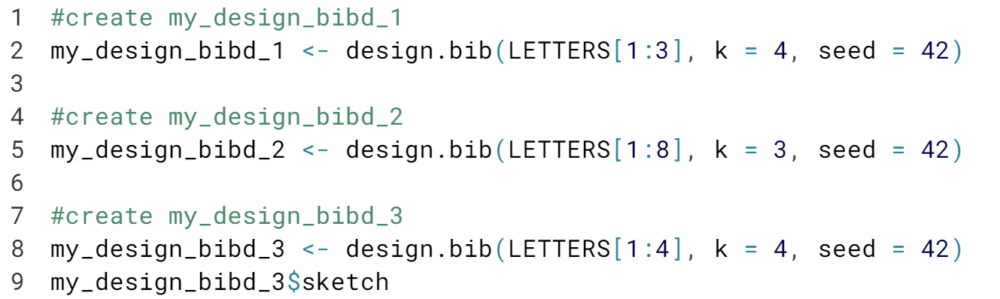 1 #create my_design_bibd_1
2 my_design_bibd_1 <- design.bib(LETTERS[1:3], k = 4, seed = 42)
3
4 #create my_design_bibd_2
5 my_design_bibd_2 <- design.bib(LETTERS[1:8], k = 3, seed = 42)
6
7 #create my_design_bibd_3
8 my_design_bibd_3 <- design.bib(LETTERS[1:4], k = 4, seed = 42)
9 my_design_bibd_3$sketch